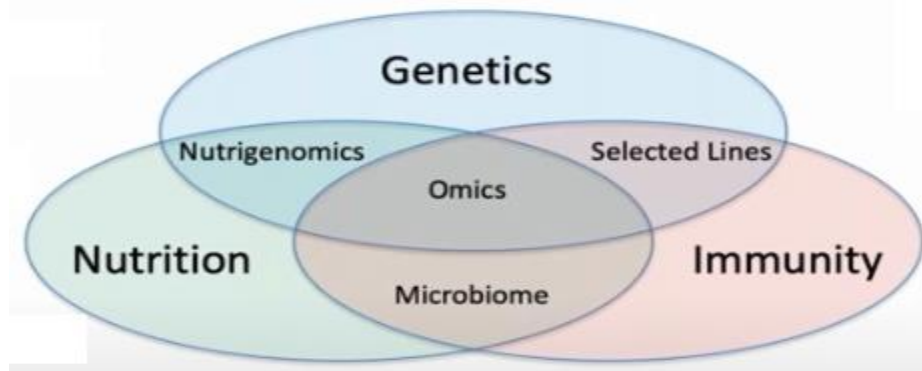 Genetics
Nutrigenomics
Selected Lines
Omics
Nutrition
Immunity
Microbiome